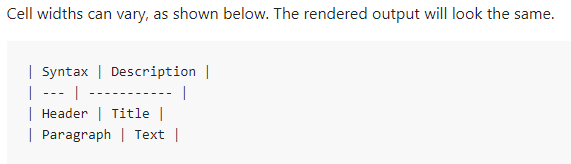 Cell widths can vary, as shown below. The rendered output will look the same.
| Syntax | Description |
| --- | ----------- |
| Header | Title |
| Paragraph | Text |